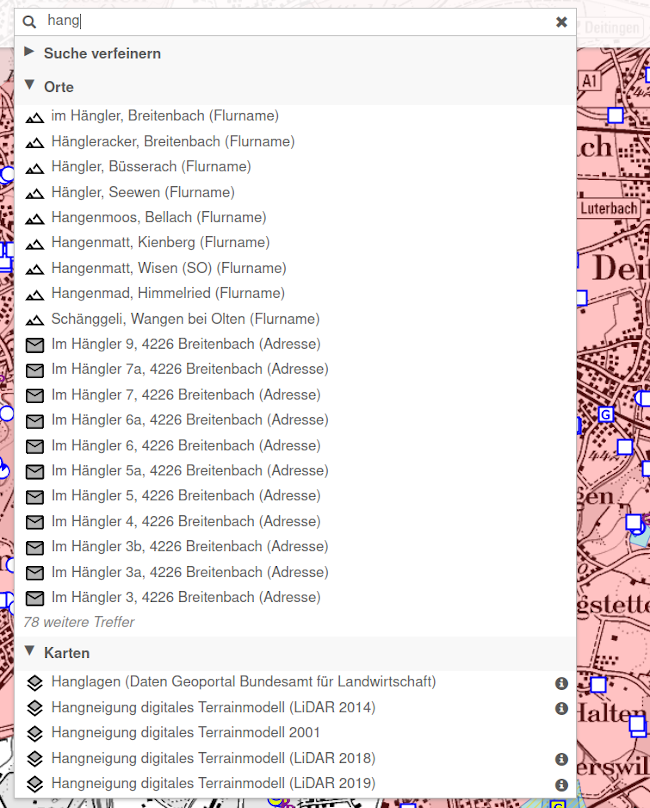 hang
Deitingen
Suche verfeinern
Orte
A1
im Hängler, Breitenbach (Flurname)
Hängleracker, Breitenbach (Flurname)
Hängler, Büsserach (Flurname)
Hängler, Seewen (Flurname)
Luterbach
Hangenmoos, Bellach (Flurname)
Hangenmatt, Kienberg (Flurname)
Hangenmatt, Wisen (SO) (Flurname)
Deit
Hangenmad, Himmelried (Flurname)
Schänggeli, Wangen bei Olten (Flurname)
Im Hängler 9, 4226 Breitenbach (Adresse)
Im Hängler 7a, 4226 Breitenbach (Adresse)
Im Hängler 7, 4226 Breitenbach (Adresse)
G
Im Hängler 6a, 4226 Breitenbach (Adresse)
Im Hängler 6, 4226 Breitenbach (Adresse)
Im Hängler 5a, 4226 Breitenbach (Adresse)
Im Hängler 5, 4226 Breitenbach (Adresse)
Im Hängler 4, 4226 Breitenbach (Adresse)
Im Hängler 3b, 4226 Breitenbach (Adresse)
Im Hängler 3a, 4226 Breitenbach (Adresse)
Im Hängler 3, 4226 Breitenbach (Adresse)
gstette
78 weitere Treffer
Karten
Hanglagen (Daten Geoportal Bundesamt für Landwirtschaft)
Hangneigung digitales Terrainmodell (LiDAR 2014)
Halten
Hangneigung digitales Terrainmodell 2001
Hangneigung digitales Terrainmodell (LiDAR 2018)
erswil
Hangneigung digitales Terrainmodell (LiDAR 2019)